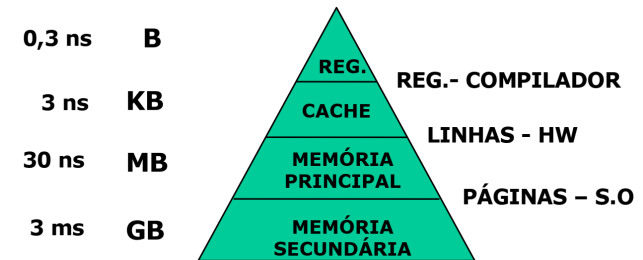 0,3 ns B REG. REG.- COMPILADOR
3 ns KB CACHE LINHAS - HW
30 ns MB MEMÓRIA
PRINCIPAL PÁGINAS – S.O
3 ms GB MEMÓRIA
SECUNDÁRIA